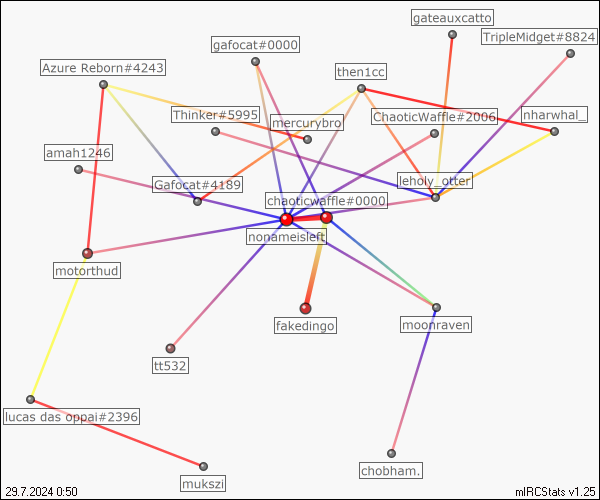 gateauxcatto
gafocat#0000
TripleMidget#8824
Azure Reborn#4243
then1cc
Thinker#5995
mercurybro
ChaoticWaffle#2006
nharwhal_
amah1246
Gafocat#4189
leholy_otter
chaoticwaffle#0000
nonameisleft
motorthud
fakedingo
moonraven
tt532
lucas das oppai#2396
chobham.
mukszi
29.7.2024 0:50
mIRCStats v1.25